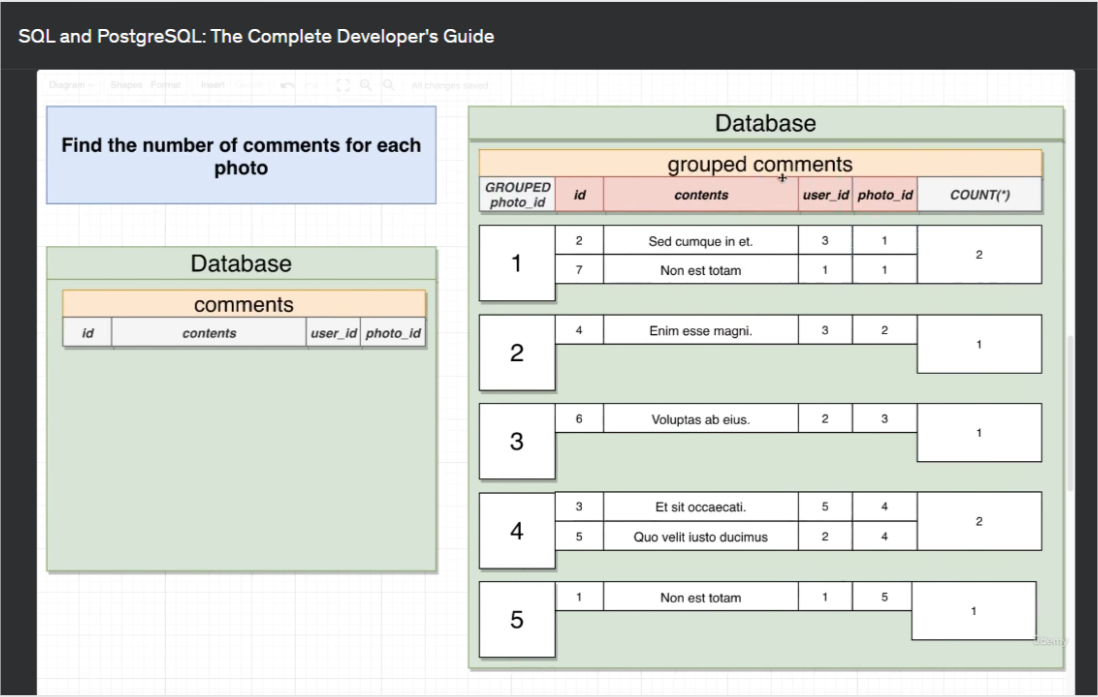 SQL and PostgreSQL: The Complete Developer's Guide
Diagram Shapes Format Insert All changes saved
Find the number of comments for each
photo
Database
comments
id contents user_id photo_id
Database
grouped comments
GROUPED
photo_id
id contents user_id photo_id COUNT(*)
1
2 Sed cumque in et. 3 1
7 Non est totam 1 1
2
2
4 Enim esse magni. 3 2
1
3
6 Voluptas ab eius. 2 3
1
4
3 Et sit occaecati. 5 4
5 Quo velit iusto ducimus 2 4
2
5
1 Non est totam 1 5
1
Udemy